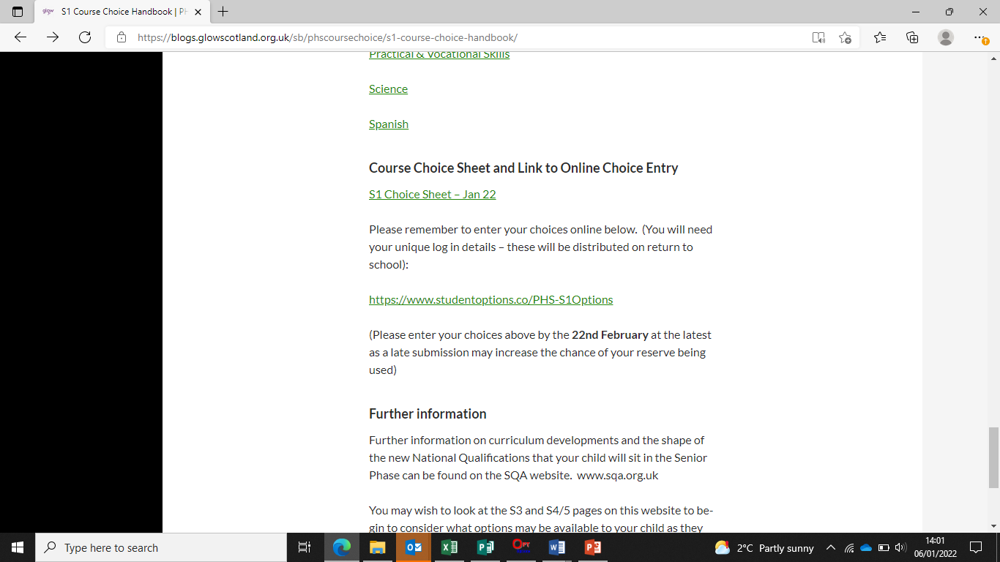 glow S1 Course Choice Handbook | PH
https://blogs.glowscotland.org.uk/sb/phscoursechoice/s1-course-choice-handbook/
Practical & Vocational Skills
Science
Spanish
Course Choice Sheet and Link to Online Choice Entry
S1 Choice Sheet – Jan 22
Please remember to enter your choices online below.  (You will need
your unique log in details – these will be distributed on return to
school):
https://www.studentoptions.co/PHS-S1Options
(Please enter your choices above by the 22nd February at the latest
as a late submission may increase the chance of your reserve being
used)
Further information
Further information on curriculum developments and the shape of
the new National Qualifications that your child will sit in the Senior
Phase can be found on the SQA website.  www.sqa.org.uk
You may wish to look at the S3 and S4/5 pages on this website to be-
gin to consider what options may be available to your child as they
Type here to search
2°C Partly sunny
14:01
06/01/2022